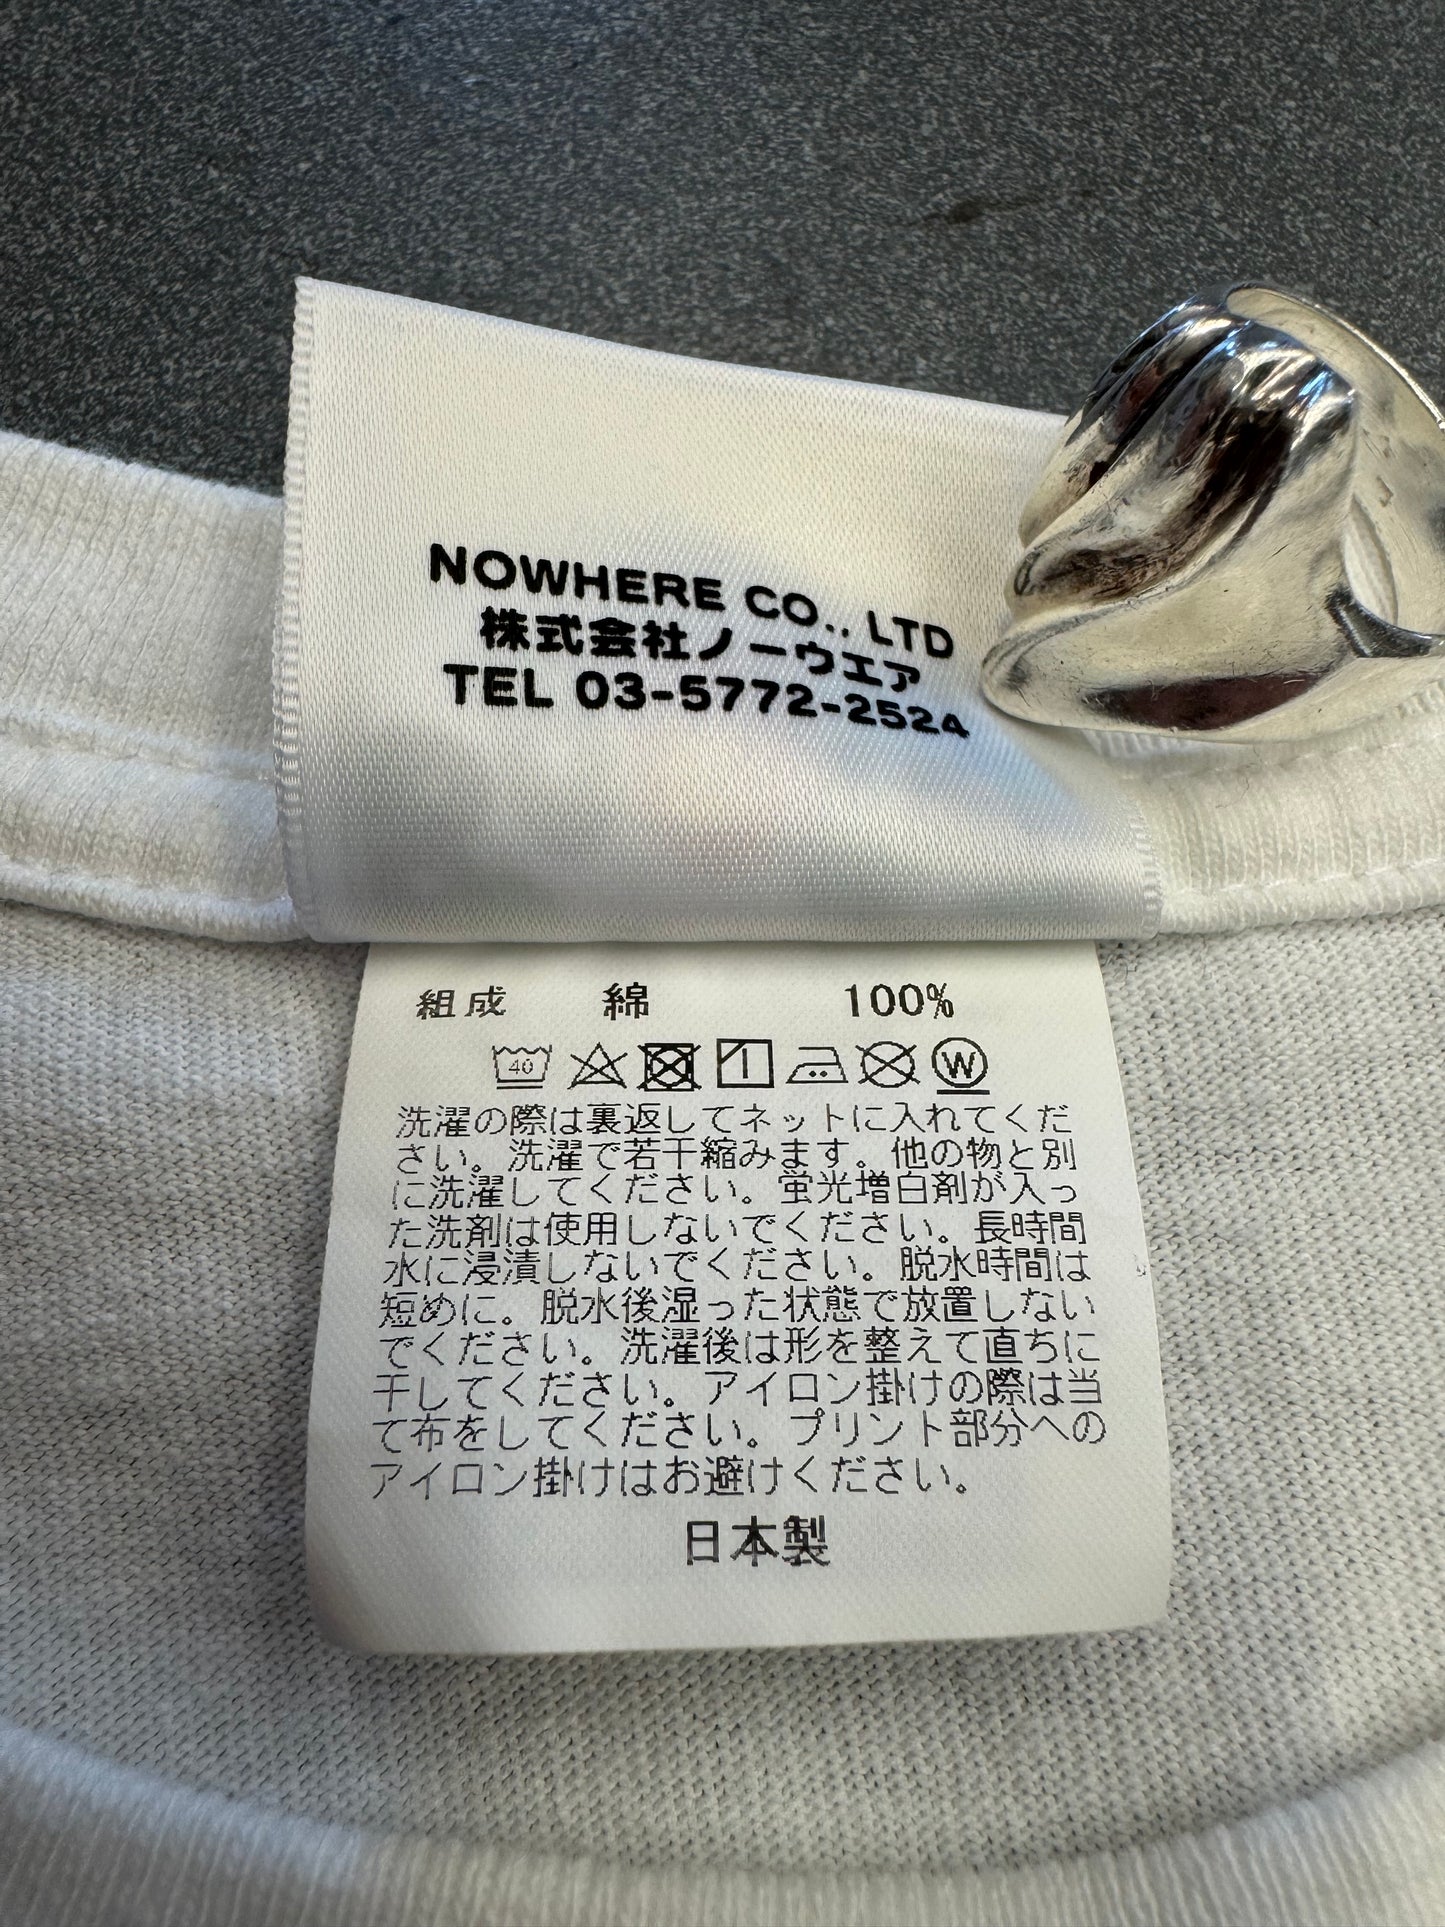 NOWHERE CO., LTD
株式会社ノーウエア
TEL 03-5772-2524
組成 綿 100%
40 W
洗濯の際は裏返してネットに入れてくだ
さい。洗濯で若干縮みます。他の物と別
に洗濯してください。蛍光増白剤が入っ
た洗剤は使用しないでください。長時間
水に浸漬しないでください。脱水時間は
短めに。脱水後湿った状態で放置しない
でください。洗濯後は形を整えて直ちに
干してください。アイロン掛けの際は当
て布をしてください。プリント部分への
アイロン掛けはお避けください。
日本製